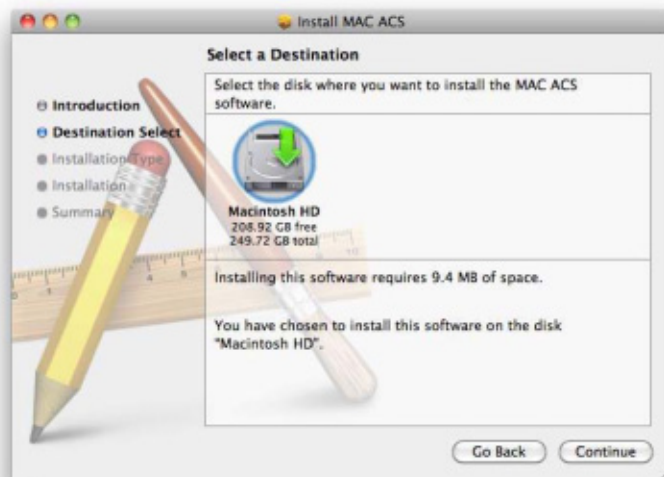 Install MAC ACS
Select a Destination
Introduction
Destination Select
Installation Type
Installation
Summary
Select the disk where you want to install the MAC ACS
software.
Macintosh HD
208.92 GB free
249.72 GB total
Installing this software requires 9.4 MB of space.
You have chosen to install this software on the disk
"Macintosh HD".
Go Back
Continue